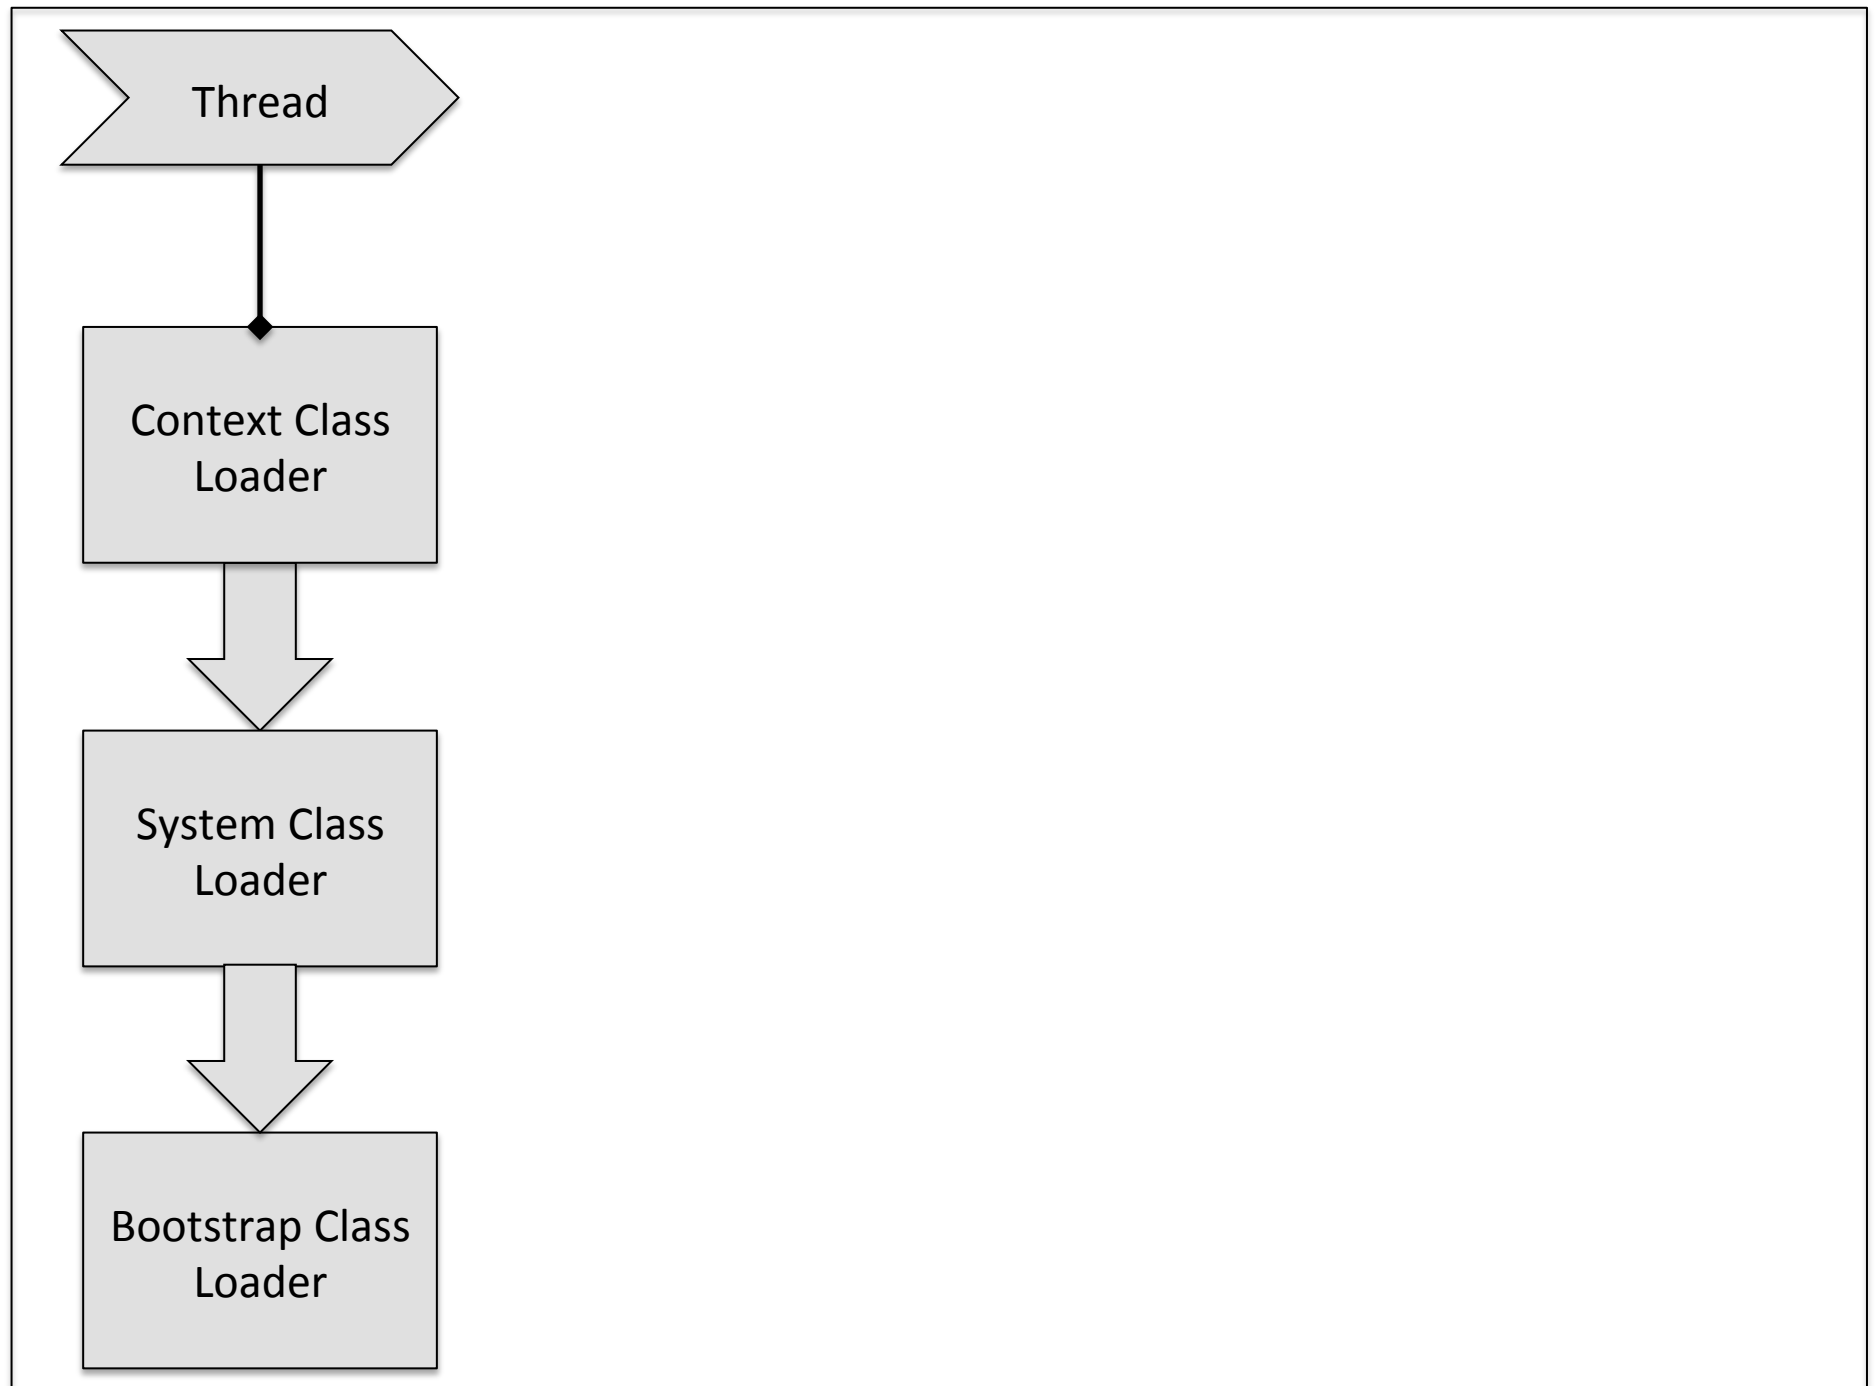 Thread
Context Class
Loader
System Class
Loader
Bootstrap Class
Loader